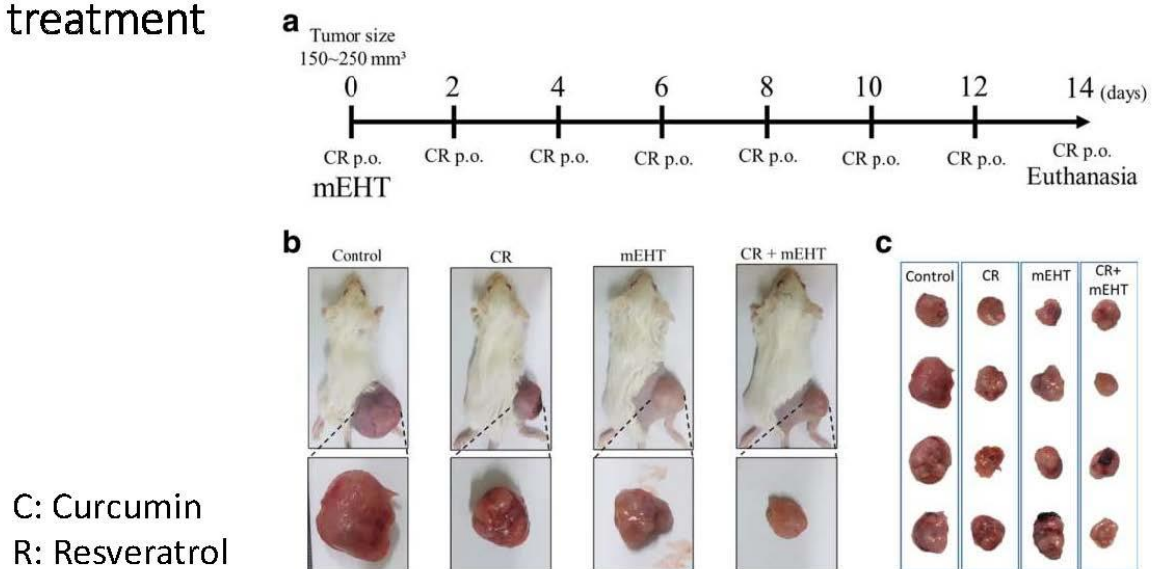 treatment
a
Tumor size
150~250 mm³
0 2 4 6 8 10 12 14 (days)
CR p.o. CR p.o. CR p.o. CR p.o. CR p.o. CR p.o. CR p.o. CR p.o.
mEHT Euthanasia
b
Control CR mEHT CR + mEHT
c
Control CR mEHT CR+
mEHT
C: Curcumin
R: Resveratrol